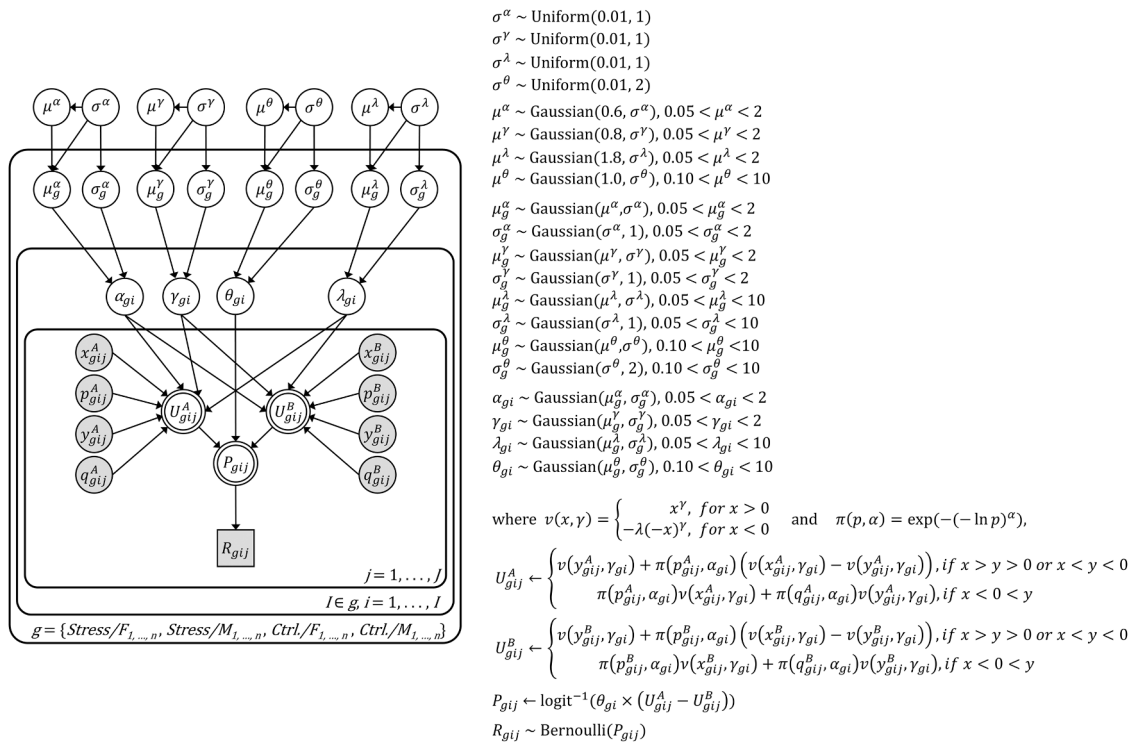 μ^α σ^α μ^γ σ^γ μ^θ σ^θ μ^λ σ^λ
μ_g^α σ_g^α μ_g^γ σ_g^γ μ_g^θ σ_g^θ μ_g^λ σ_g^λ
α_gi γ_gi θ_gi λ_gi
x_gij^A x_gij^B
p_gij^A p_gij^B
U_gij^A U_gij^B
y_gij^A y_gij^B
q_gij^A q_gij^B
P_gij
R_gij
j = 1, . . . , J
I ∈ g, i = 1, . . . , I
g = {Stress/F_1, ..., n, Stress/M_1, ..., n, Ctrl./F_1, ..., n, Ctrl./M_1, ..., n}
σ^α ~ Uniform(0.01, 1)
σ^γ ~ Uniform(0.01, 1)
σ^λ ~ Uniform(0.01, 1)
σ^θ ~ Uniform(0.01, 2)
μ^α ~ Gaussian(0.6, σ^α), 0.05 < μ^α < 2
μ^γ ~ Gaussian(0.8, σ^γ), 0.05 < μ^γ < 2
μ^λ ~ Gaussian(1.8, σ^λ), 0.05 < μ^λ < 2
μ^θ ~ Gaussian(1.0, σ^θ), 0.10 < μ^θ < 10
μ_g^α ~ Gaussian(μ^α,σ^α), 0.05 < μ_g^α < 2
σ_g^α ~ Gaussian(σ^α, 1), 0.05 < σ_g^α < 2
μ_g^γ ~ Gaussian(μ^γ, σ^γ), 0.05 < μ_g^γ < 2
σ_g^γ ~ Gaussian(σ^γ, 1), 0.05 < σ_g^γ < 2
μ_g^λ ~ Gaussian(μ^λ, σ^λ), 0.05 < μ_g^λ < 10
σ_g^λ ~ Gaussian(σ^λ, 1), 0.05 < σ_g^λ < 10
μ_g^θ ~ Gaussian(μ^θ,σ^θ), 0.10 < μ_g^θ <10
σ_g^θ ~ Gaussian(σ^θ, 2), 0.10 < σ_g^θ < 10
α_gi ~ Gaussian(μ_g^α, σ_g^α), 0.05 < α_gi < 2
γ_gi ~ Gaussian(μ_g^γ, σ_g^γ), 0.05 < γ_gi < 2
λ_gi ~ Gaussian(μ_g^λ, σ_g^λ), 0.05 < λ_gi < 10
θ_gi ~ Gaussian(μ_g^θ, σ_g^θ), 0.10 < θ_gi < 10
where v(x, γ) = { x^γ, for x > 0
−λ(−x)^γ, for x < 0 and π(p, α) = exp(−(− ln p)^α),
U_gij^A ← { v(y_gij^A, γ_gi) + π(p_gij^A, α_gi) (v(x_gij^A, γ_gi) − v(y_gij^A, γ_gi)), if x > y > 0 or x < y < 0
π(p_gij^A, α_gi)v(x_gij^A, γ_gi) + π(q_gij^A, α_gi)v(y_gij^A, γ_gi), if x < 0 < y
U_gij^B ← { v(y_gij^B, γ_gi) + π(p_gij^B, α_gi) (v(x_gij^B, γ_gi) − v(y_gij^B, γ_gi)), if x > y > 0 or x < y < 0
π(p_gij^B, α_gi)v(x_gij^B, γ_gi) + π(q_gij^B, α_gi)v(y_gij^B, γ_gi), if x < 0 < y
P_gij ← logit^−1(θ_gi × (U_gij^A − U_gij^B))
R_gij ~ Bernoulli(P_gij)